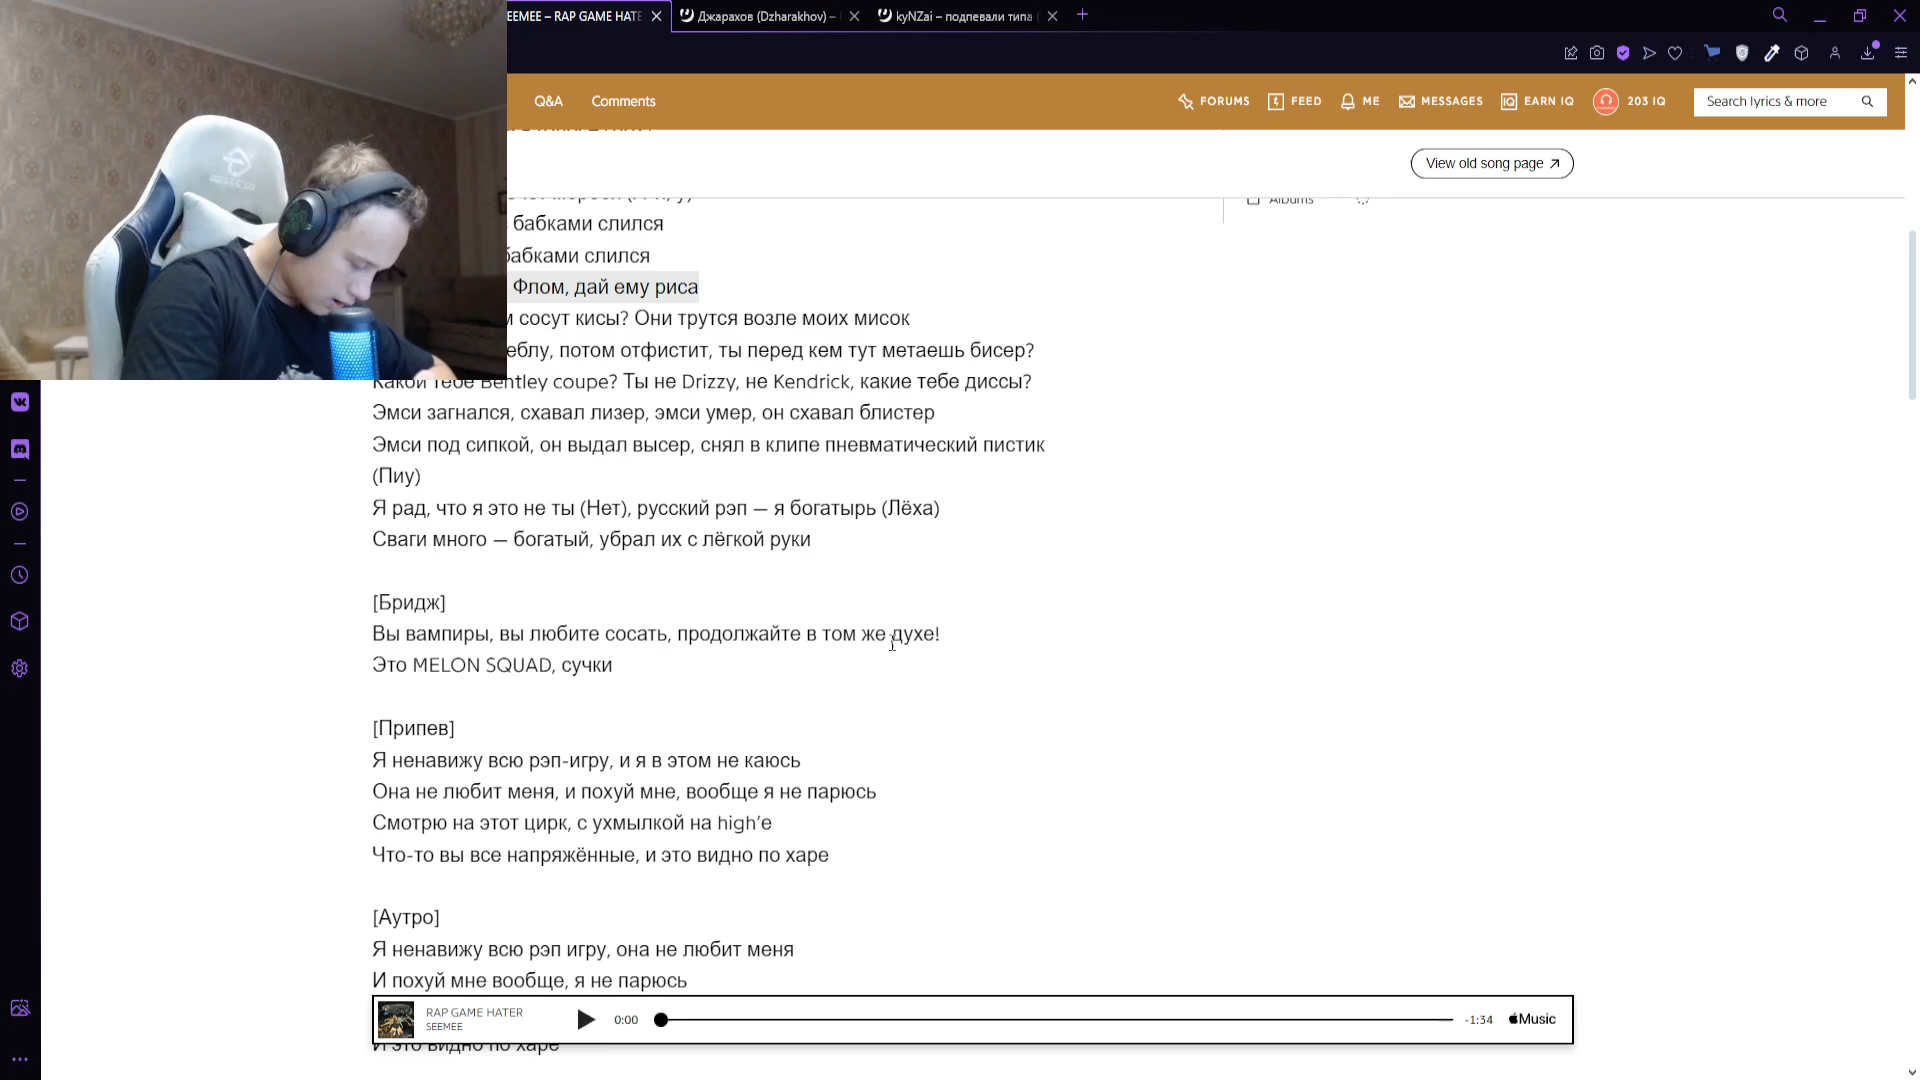 EEMEE – RAP GAME HATE
Джарахов (Dzharakhov) –
kyNZai – подпевали типа
Q&A
Comments
FORUMS
FEED
ME
MESSAGES
EARN IQ
203 IQ
Search lyrics & more
View old song page
Albums
бабками слился
бабками слился
Флом, дай ему риса
сосут кисы? Они трутся возле моих мисок
еблу, потом отфистит, ты перед кем тут метаешь бисер?
Какой тебе Bentley coupe? Ты не Drizzy, не Kendrick, какие тебе диссы?
Эмси загнался, схавал лизер, эмси умер, он схавал блистер
Эмси под сипкой, он выдал высер, снял в клипе пневматический пистик
(Пиу)
Я рад, что я это не ты (Нет), русский рэп — я богатырь (Лёха)
Сваги много — богатый, убрал их с лёгкой руки
[Бридж]
Вы вампиры, вы любите сосать, продолжайте в том же духе!
Это MELON SQUAD, сучки
[Припев]
Я ненавижу всю рэп-игру, и я в этом не каюсь
Она не любит меня, и похуй мне, вообще я не парюсь
Смотрю на этот цирк, с ухмылкой на high’e
Что-то вы все напряжённые, и это видно по харе
[Аутро]
Я ненавижу всю рэп игру, она не любит меня
И похуй мне вообще, я не парюсь
RAP GAME HATER
SEEMEE
0:00
-1:34
Music
И это видно по харе